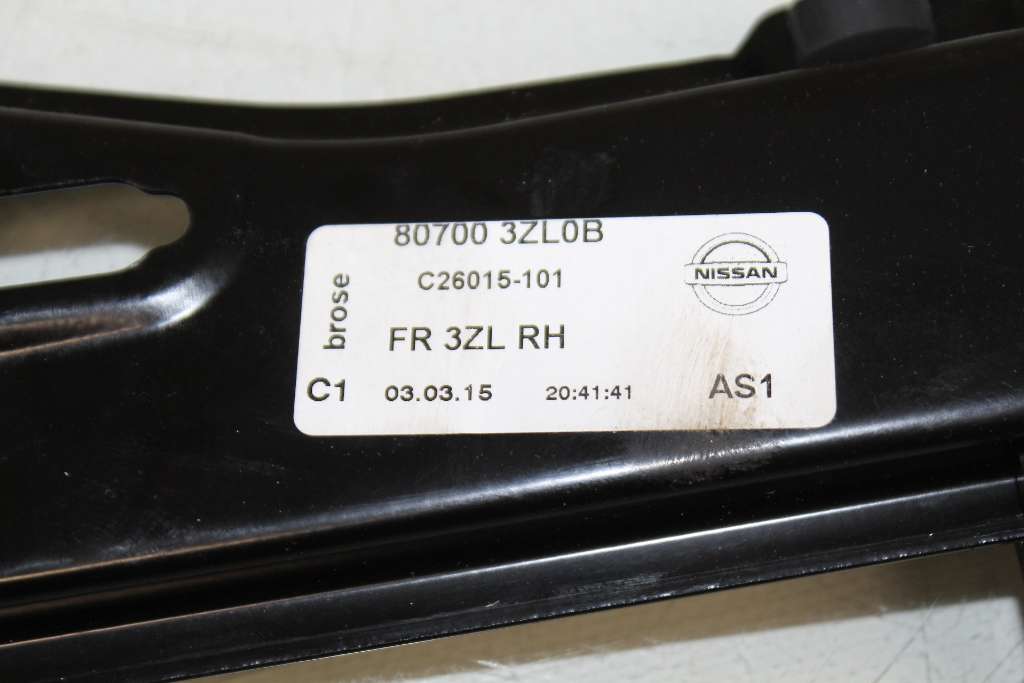 80700 3ZL0B
C26015-101
NISSAN
brose
FR 3ZL RH
C1 03.03.15 20:41:41 AS1